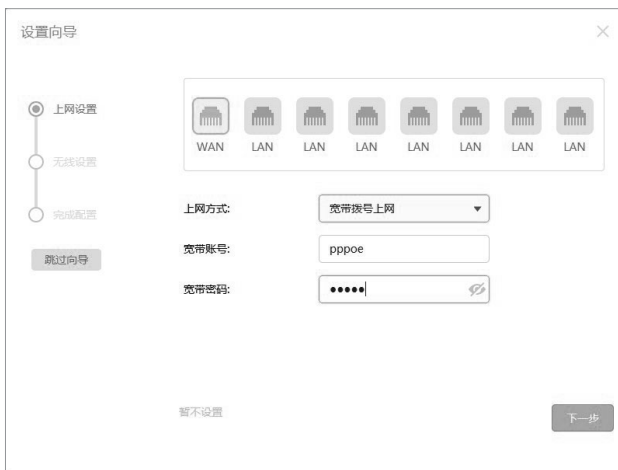 设置向导
上网设置
无线设置
完成配置
跳过向导
WAN LAN LAN LAN LAN LAN LAN LAN
上网方式: 宽带拨号上网
宽带账号: pppoe
宽带密码: •••••
暂不设置
下一步